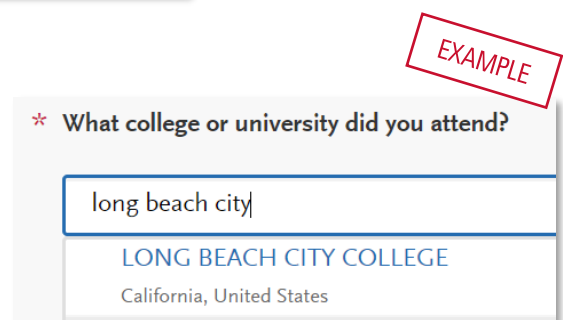 EXAMPLE
* What college or university did you attend?
long beach city
LONG BEACH CITY COLLEGE
California, United States